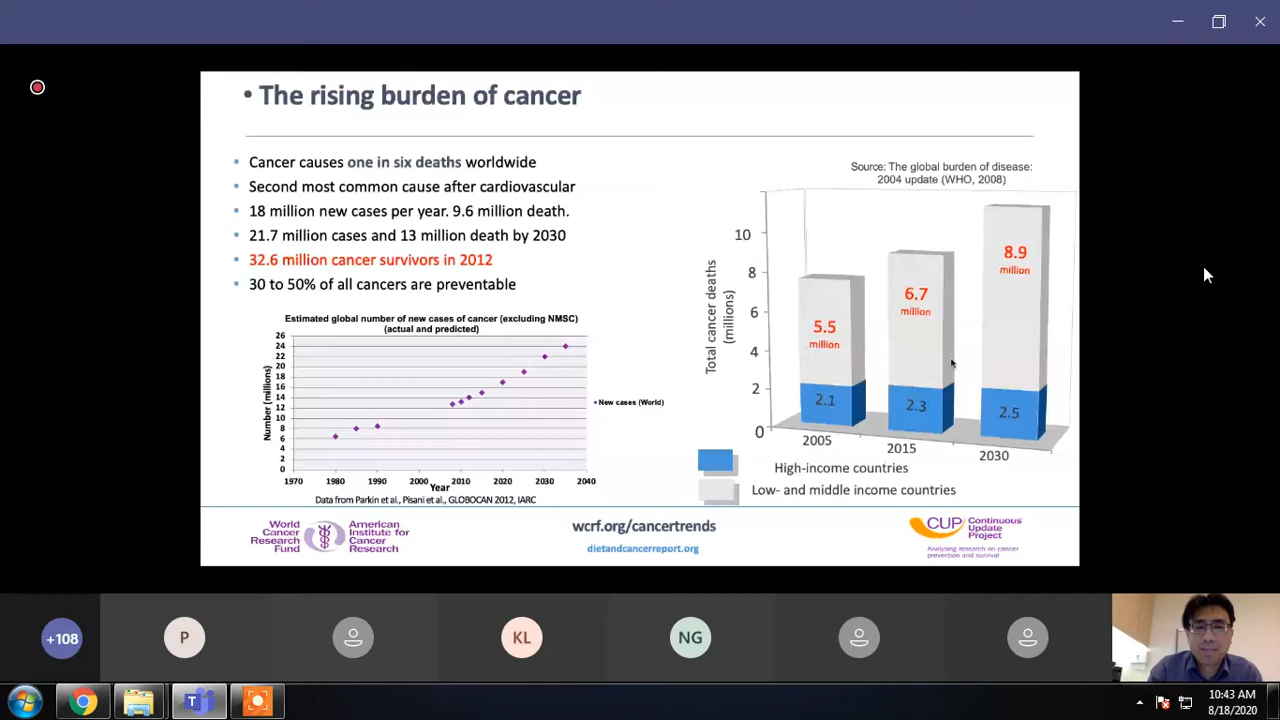 • The rising burden of cancer
• Cancer causes one in six deaths worldwide
• Second most common cause after cardiovascular
• 18 million new cases per year. 9.6 million death.
• 21.7 million cases and 13 million death by 2030
• 32.6 million cancer survivors in 2012
• 30 to 50% of all cancers are preventable
Estimated global number of new cases of cancer (excluding NMSC)
(actual and predicted)
Number (millions)
26
24
22
20
18
16
14
12
10
8
6
4
2
0
1970 1980 1990 2000 2010 2020 2030 2040
Year
New cases (World)
Data from Parkin et al., Pisani et al., GLOBOCAN 2012, IARC
Source: The global burden of disease:
2004 update (WHO, 2008)
Total cancer deaths
(millions)
10
8
6
4
2
0
5.5
million
2.1
6.7
million
2.3
8.9
million
2.5
2005
2015
2030
High-income countries
Low- and middle income countries
World
Cancer
Research
Fund
American
Institute for
Cancer
Research
wcrf.org/cancertrends
dietandcancerreport.org
CUP
Continuous
Update
Project
Analysing research on cancer
prevention and survival
+108
P
KL
NG
10:43 AM
8/18/2020